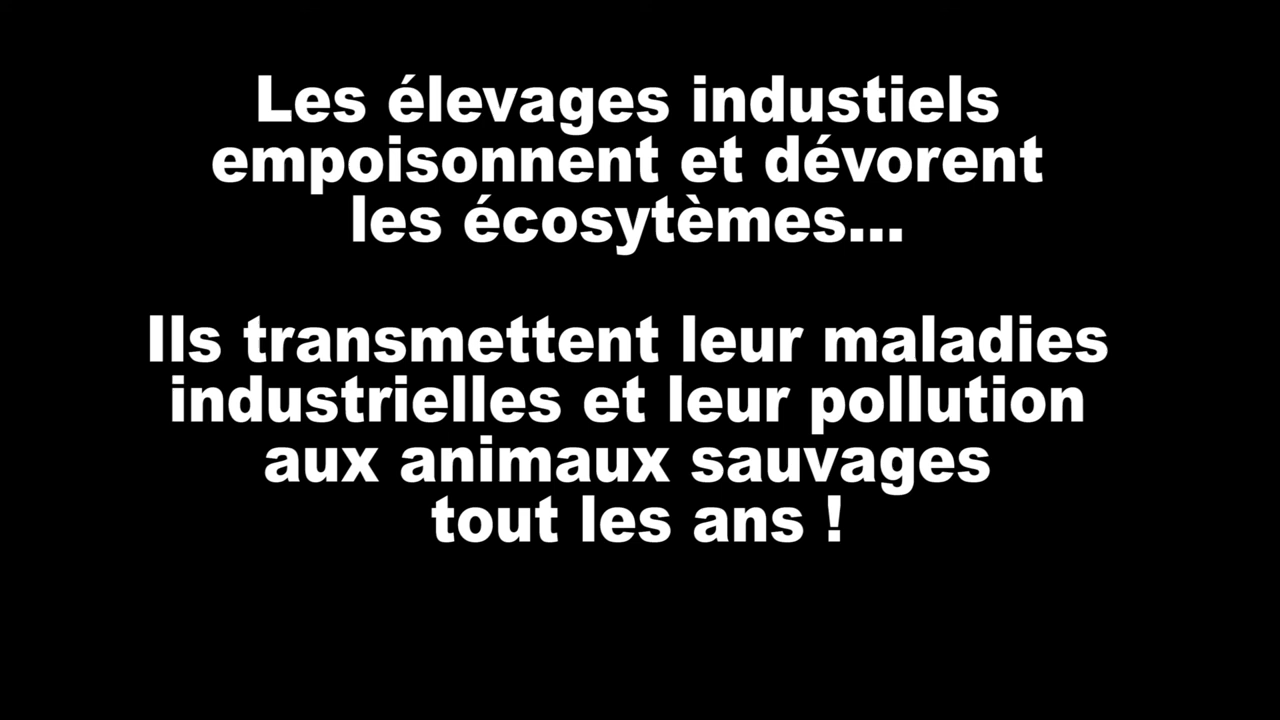 Les élevages industiels
empoisonnent et dévorent
les écosytèmes...
Ils transmettent leur maladies
industrielles et leur pollution
aux animaux sauvages
tout les ans !